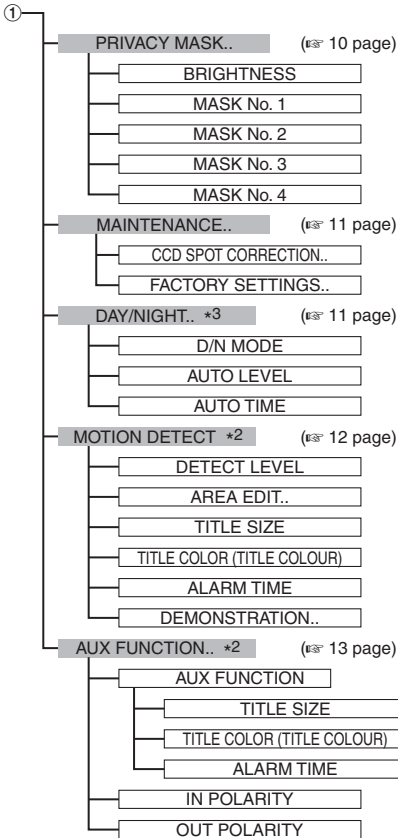 ①
PRIVACY MASK.. (☞ 10 page)
BRIGHTNESS
MASK No. 1
MASK No. 2
MASK No. 3
MASK No. 4
MAINTENANCE.. (☞ 11 page)
CCD SPOT CORRECTION..
FACTORY SETTINGS..
DAY/NIGHT.. *3 (☞ 11 page)
D/N MODE
AUTO LEVEL
AUTO TIME
MOTION DETECT *2 (☞ 12 page)
DETECT LEVEL
AREA EDIT..
TITLE SIZE
TITLE COLOR (TITLE COLOUR)
ALARM TIME
DEMONSTRATION..
AUX FUNCTION.. *2 (☞ 13 page)
AUX FUNCTION
TITLE SIZE
TITLE COLOR (TITLE COLOUR)
ALARM TIME
IN POLARITY
OUT POLARITY